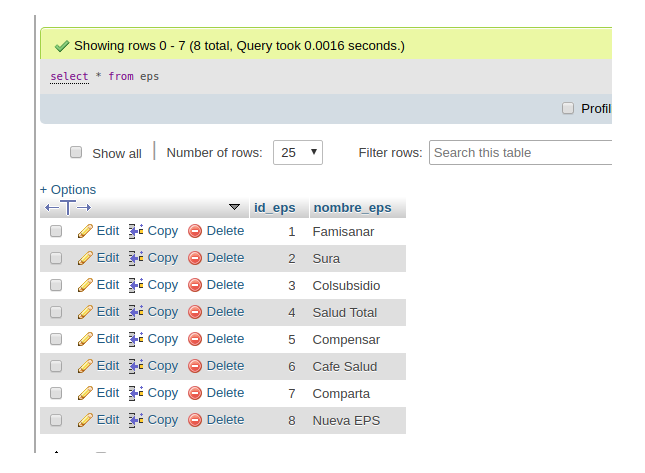 Showing rows 0 - 7 (8 total, Query took 0.0016 seconds.)
select * from eps
Profil
Show all Number of rows: 25 Filter rows: Search this table
+ Options
id_eps nombre_eps
Edit Copy Delete 1 Famisanar
Edit Copy Delete 2 Sura
Edit Copy Delete 3 Colsubsidio
Edit Copy Delete 4 Salud Total
Edit Copy Delete 5 Compensar
Edit Copy Delete 6 Cafe Salud
Edit Copy Delete 7 Comparta
Edit Copy Delete 8 Nueva EPS